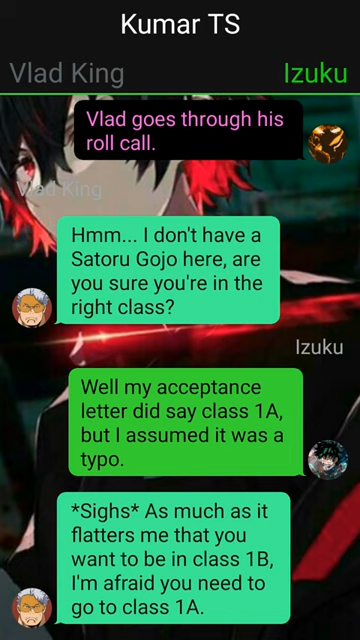 Kumar TS
Vlad King
Izuku
Vlad goes through his
roll call.
Vlad King
Hmm... I don't have a
Satoru Gojo here, are
you sure you're in the
right class?
Izuku
Well my acceptance
letter did say class 1A,
but I assumed it was a
typo.
*Sighs* As much as it
flatters me that you
want to be in class 1B,
I'm afraid you need to
go to class 1A.